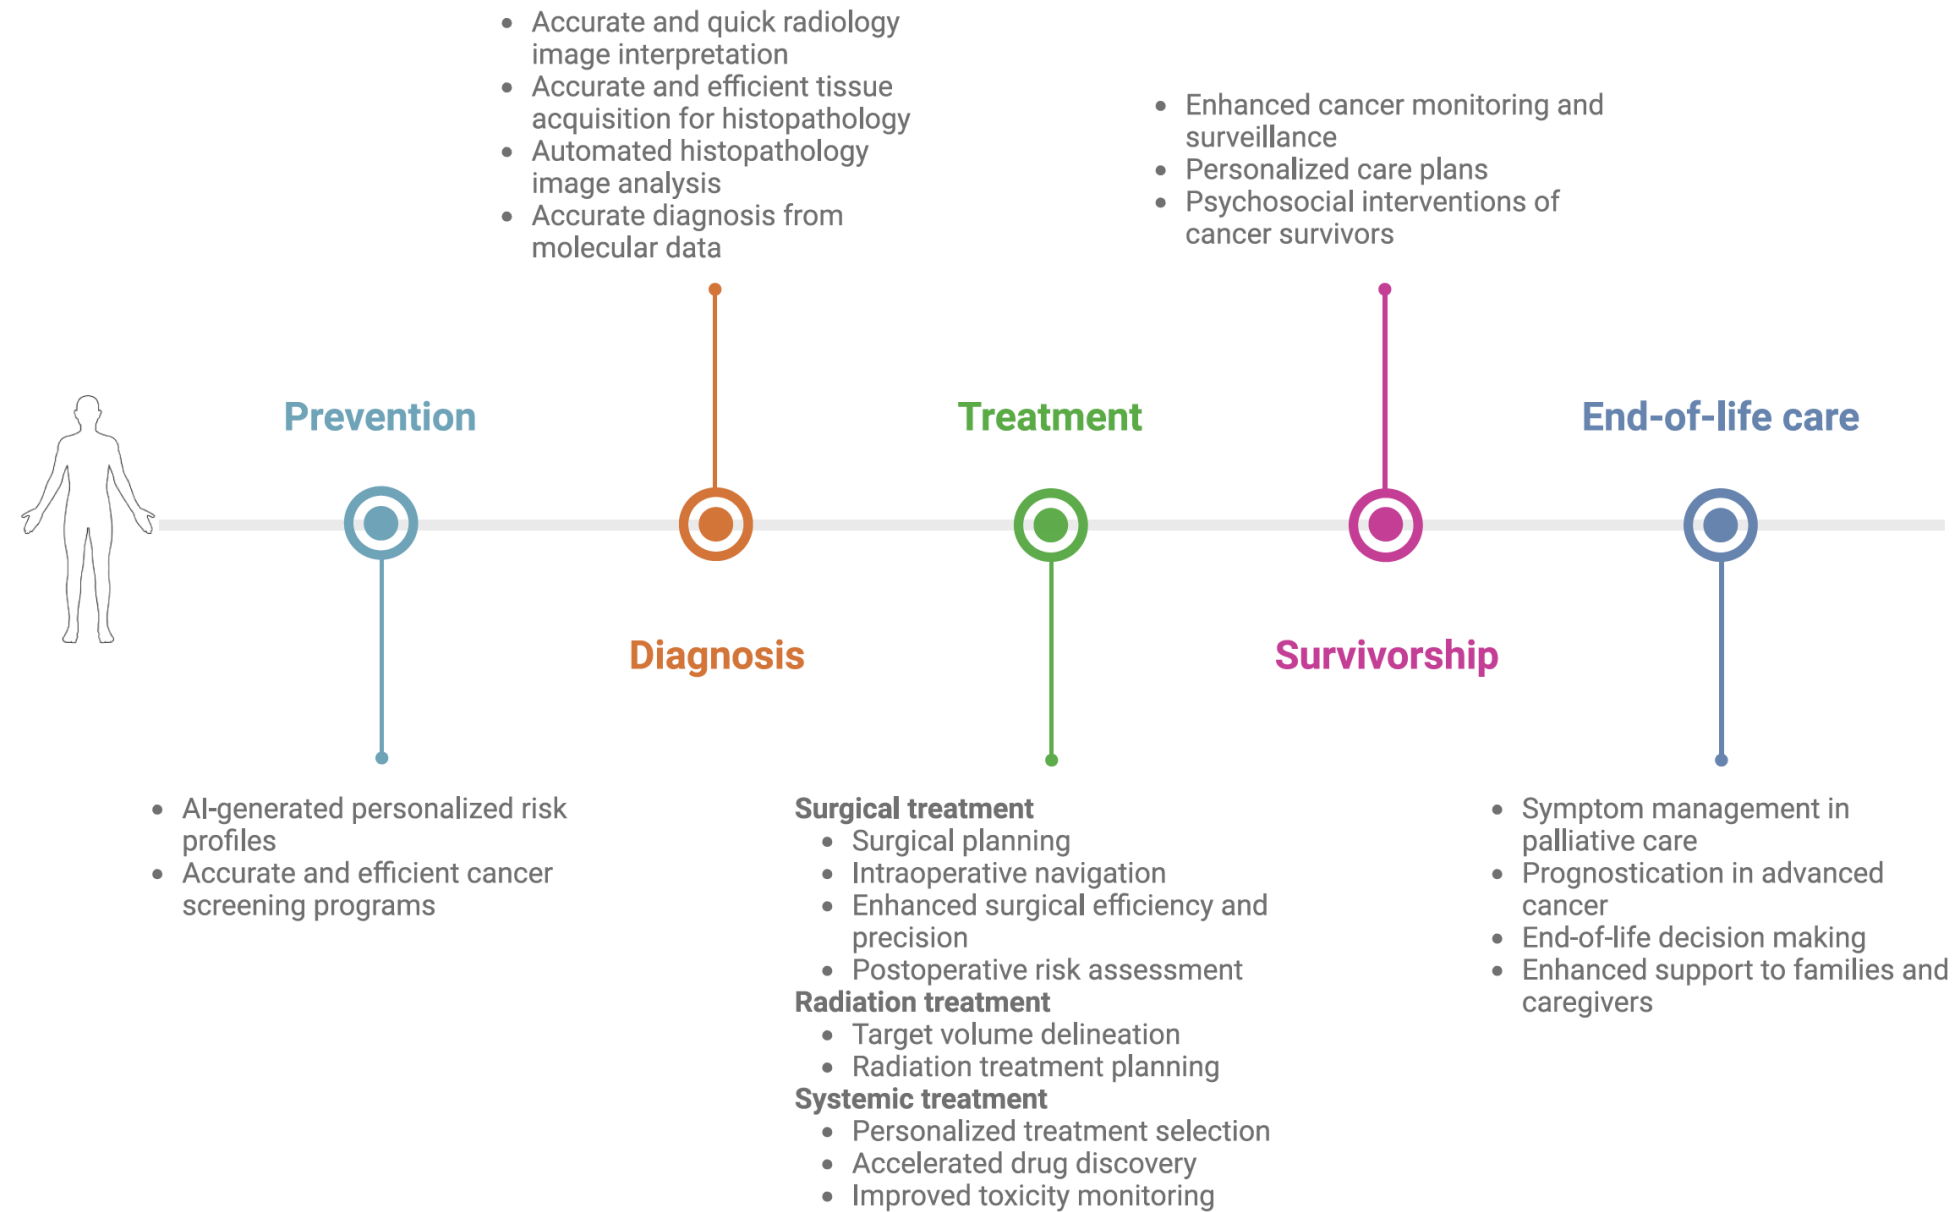 Accurate and quick radiology
image interpretation
Accurate and efficient tissue
acquisition for histopathology
Automated histopathology
image analysis
Accurate diagnosis from
molecular data
Enhanced cancer monitoring and
surveillance
Personalized care plans
Psychosocial interventions of
cancer survivors
Prevention
Treatment
End-of-life care
Diagnosis
Survivorship
AI-generated personalized risk
profiles
Accurate and efficient cancer
screening programs
Surgical treatment
Surgical planning
Intraoperative navigation
Enhanced surgical efficiency and
precision
Postoperative risk assessment
Radiation treatment
Target volume delineation
Radiation treatment planning
Systemic treatment
Personalized treatment selection
Accelerated drug discovery
Improved toxicity monitoring
Symptom management in
palliative care
Prognostication in advanced
cancer
End-of-life decision making
Enhanced support to families and
caregivers